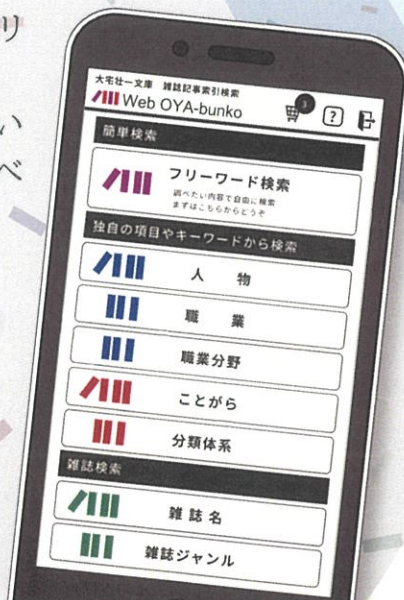 リ
い
べ
大宅壮一文庫 雑誌記事索引検索
Web OYA-bunko
3
?
簡単検索
フリーワード検索
調べたい内容で自由に検索
まずはこちらからどうぞ
独自の項目やキーワードから検索
人 物
職 業
職業分野
ことがら
分類体系
雑誌検索
雑誌名
雑誌ジャンル